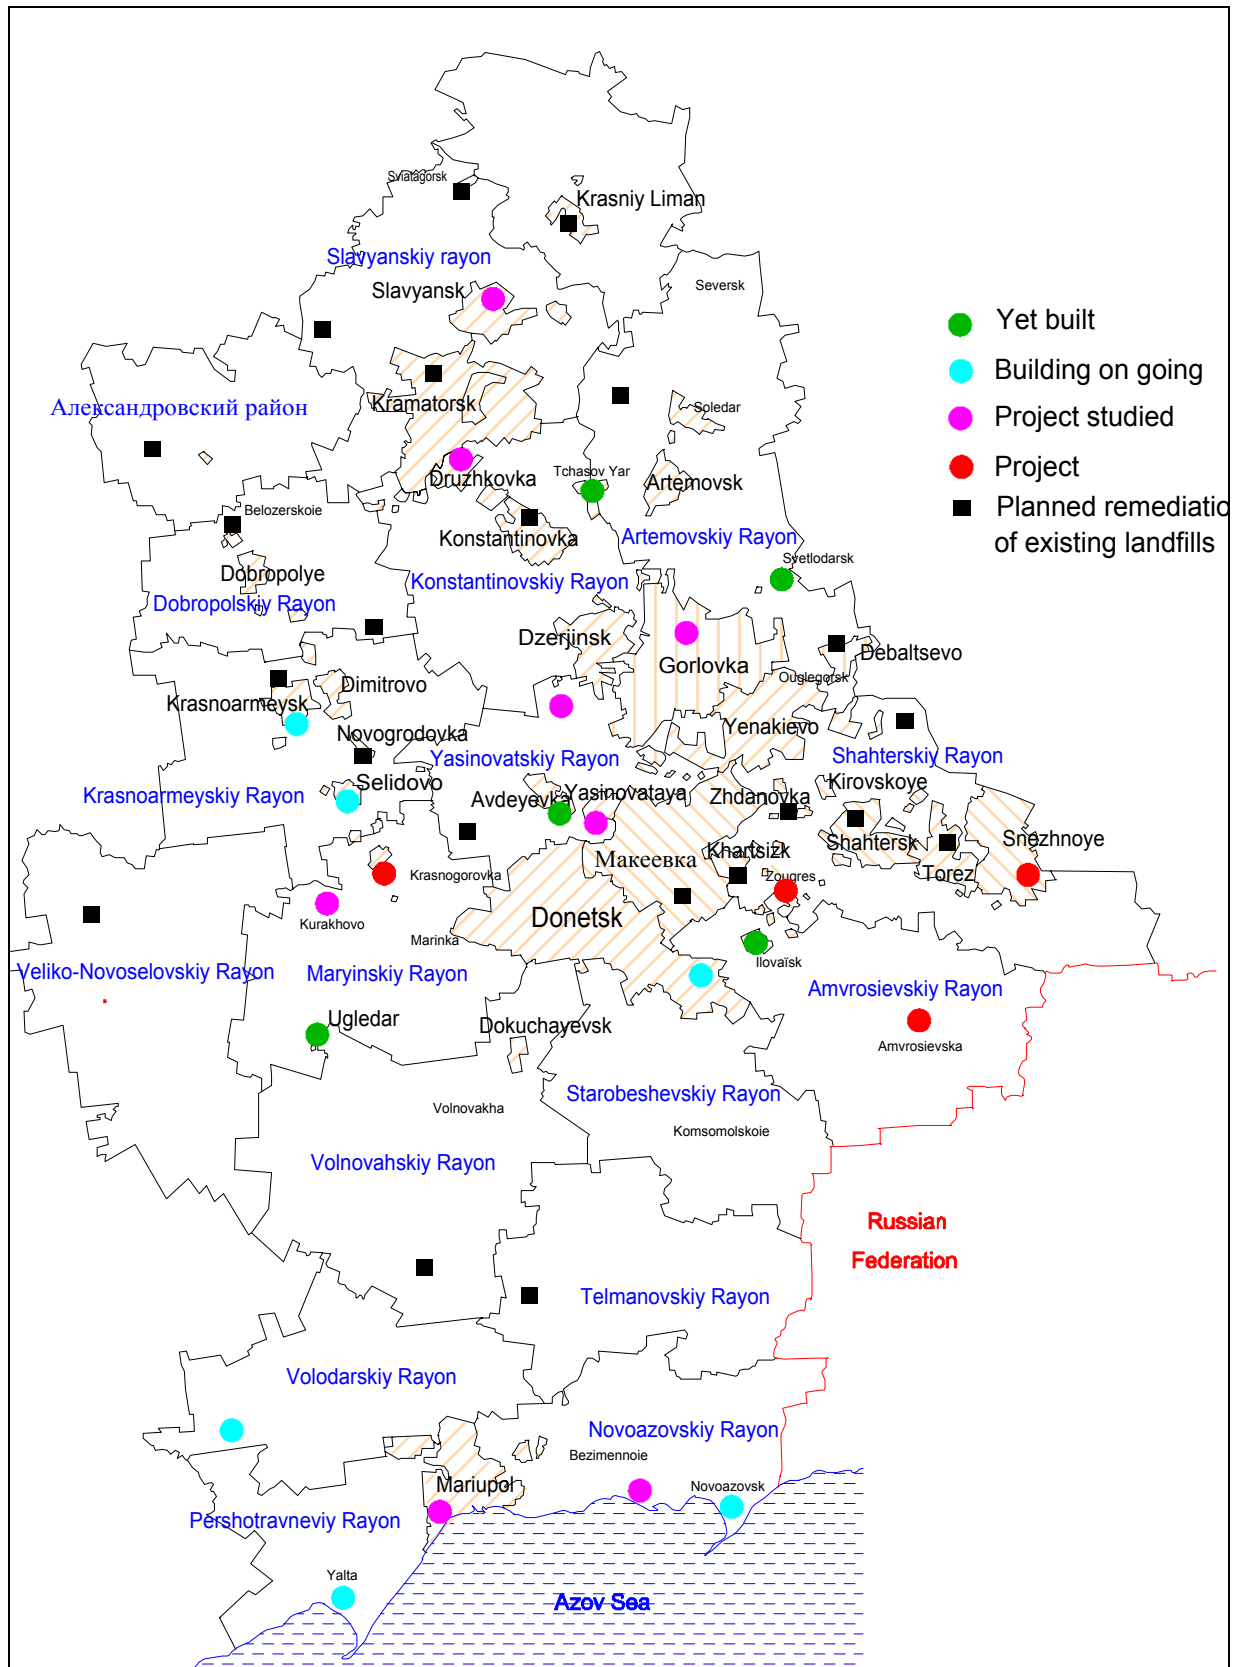 Sviatagorsk
Krasniy Liman
Slavyanskiy rayon
Slavyansk
Seversk
Yet built
Building on going
Project studied
Project
Planned remediatio
of existing landfills
Kramatorsk
Александровский район
Soledar
Druzhkovka
Tchasov Yar
Artemovsk
Belozerskoie
Konstantinovka
Artemovskiy Rayon
Svetlodarsk
Dobropolye
Konstantinovskiy Rayon
Dobropolskiy Rayon
Dzerjinsk
Gorlovka
Debaltsevo
Ouglegorsk
Dimitrovo
Krasnoarmeysk
Novogrodovka
Yenakievo
Yasinovatskiy Rayon
Shahterskiy Rayon
Selidovo
Krasnoarmeyskiy Rayon
Avdeyevka
Yasinovataya
Zhdanovka
Kirovskoye
Макеевка
Khartsizk
Shahtersk
Snezhnoye
Krasnogorovka
Zougres
Torez
Kurakhovo
Donetsk
Marinka
Ilovaïsk
Veliko-Novoselovskiy Rayon
Maryinskiy Rayon
Amvrosievskiy Rayon
Ugledar
Dokuchayevsk
Amvrosievska
Starobeshevskiy Rayon
Volnovakha
Komsomolskoie
Volnovahskiy Rayon
Russian
Federation
Telmanovskiy Rayon
Volodarskiy Rayon
Novoazovskiy Rayon
Bezimennoie
Mariupol
Novoazovsk
Pershotravneviy Rayon
Yalta
Azov Sea